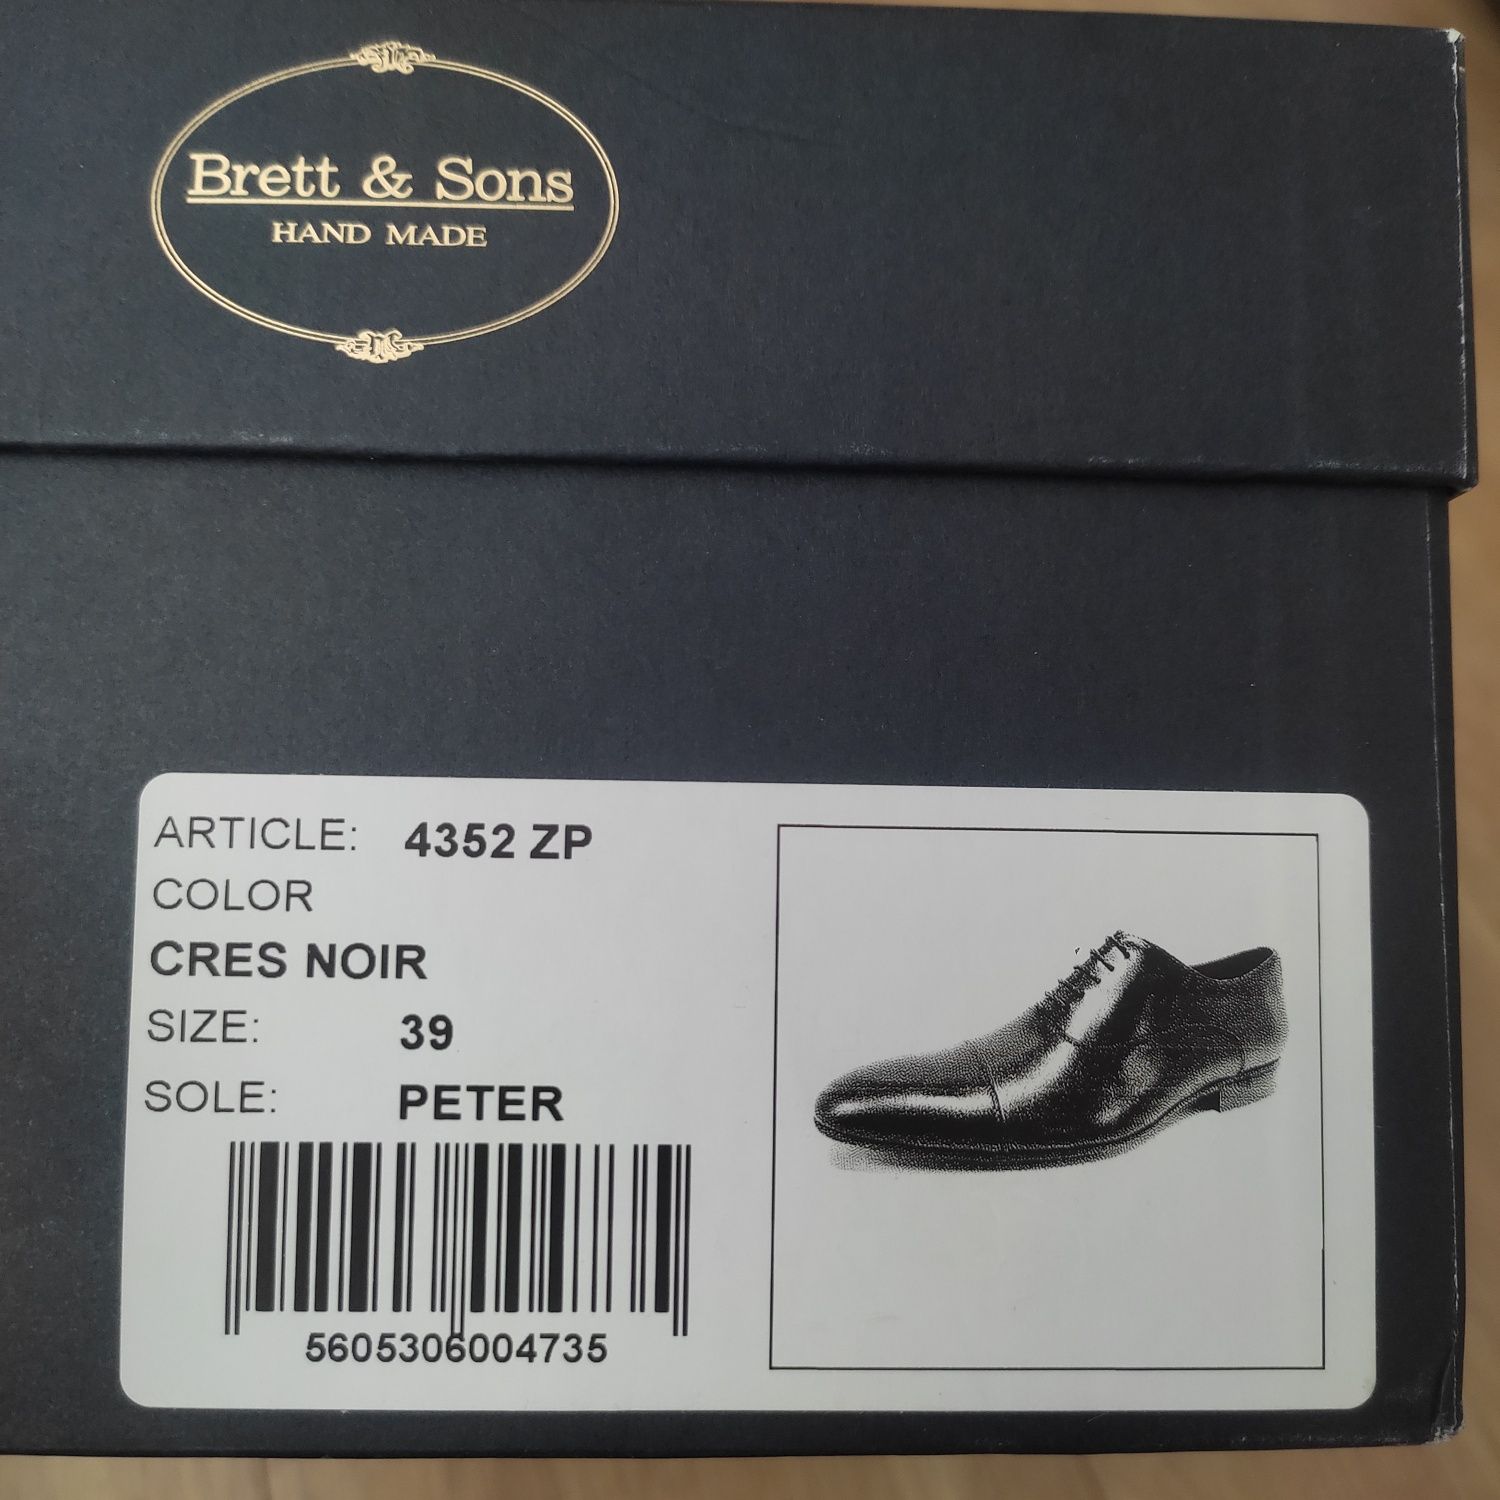 Brett & Sons
HAND MADE
ARTICLE: 4352 ZP
COLOR
CRES NOIR
SIZE: 39
SOLE: PETER
5605306004735